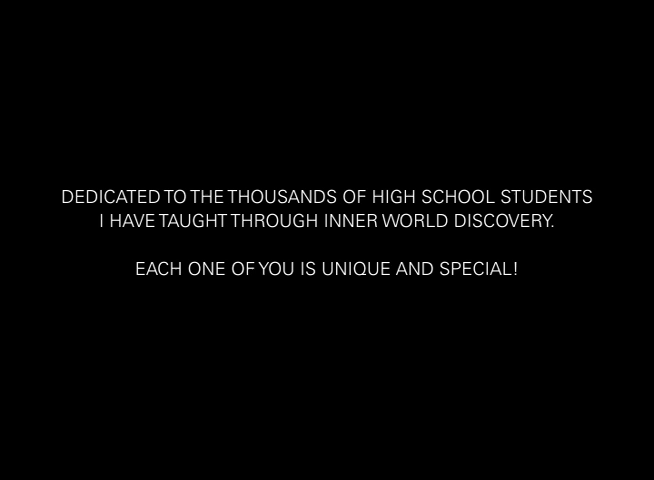 DEDICATED TO THE THOUSANDS OF HIGH SCHOOL STUDENTS
I HAVE TAUGHT THROUGH INNER WORLD DISCOVERY.
EACH ONE OF YOU IS UNIQUE AND SPECIAL!